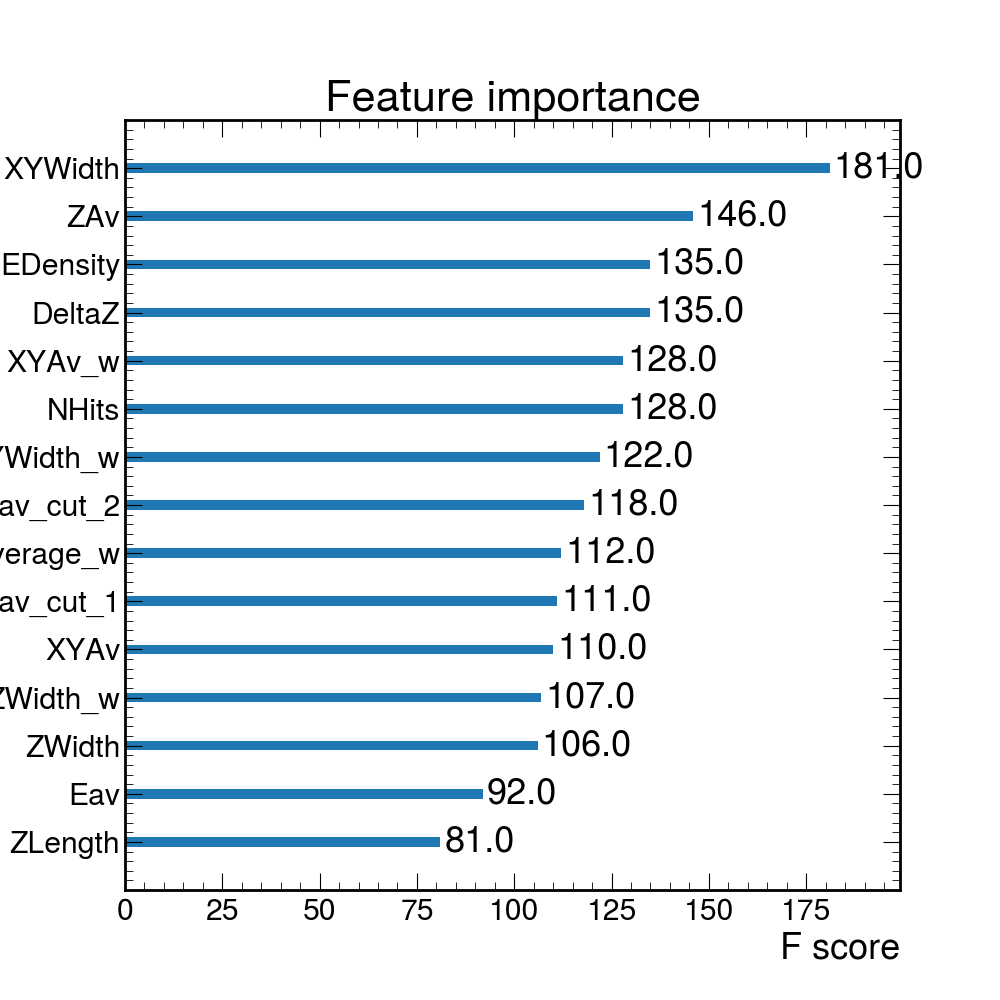 Feature importance
XYWidth 181.0
ZAv 146.0
EDensity 135.0
DeltaZ 135.0
XYAv_w 128.0
NHits 128.0
YWidth_w 122.0
av_cut_2 118.0
verage_w 112.0
av_cut_1 111.0
XYAv 110.0
ZWidth_w 107.0
ZWidth 106.0
Eav 92.0
ZLength 81.0
0 25 50 75 100 125 150 175
F score